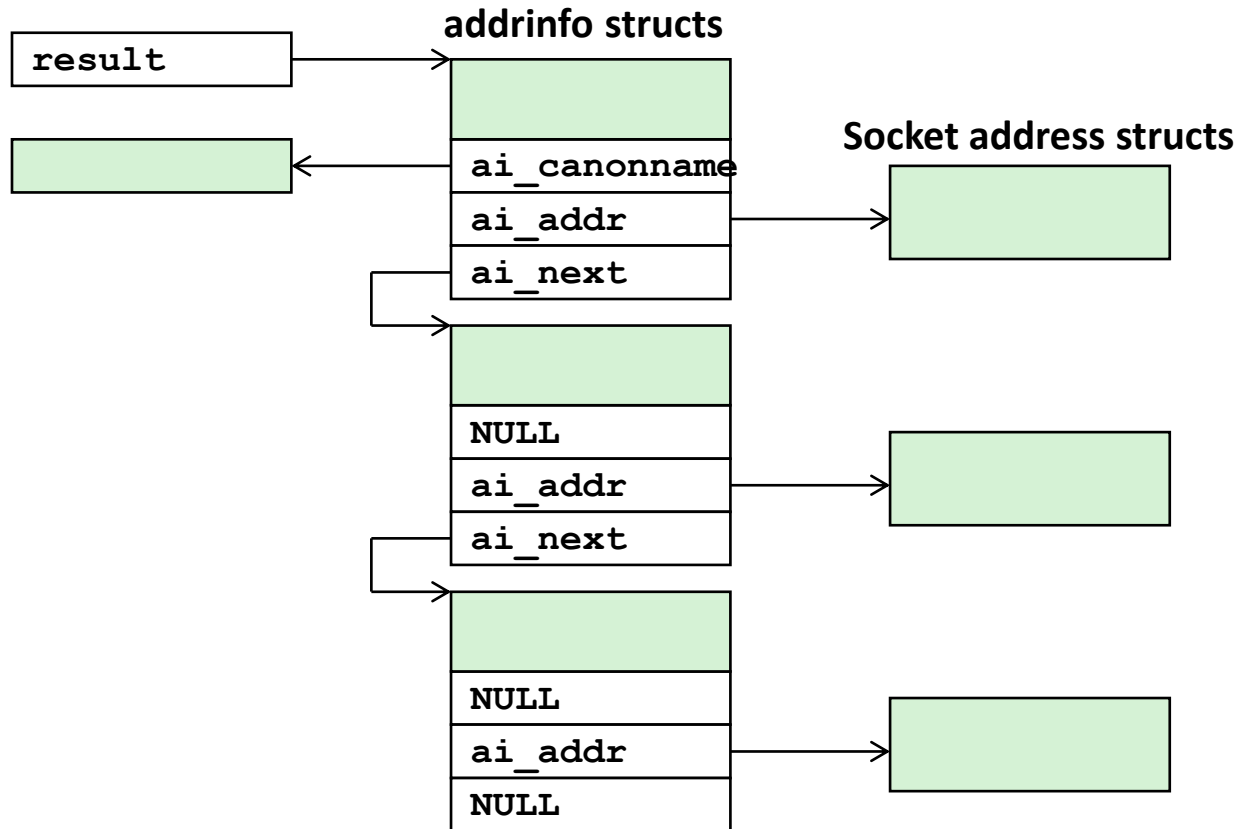 addrinfo structs
result
Socket address structs
ai_canonname
ai_addr
ai_next
NULL
ai_addr
ai_next
NULL
ai_addr
NULL